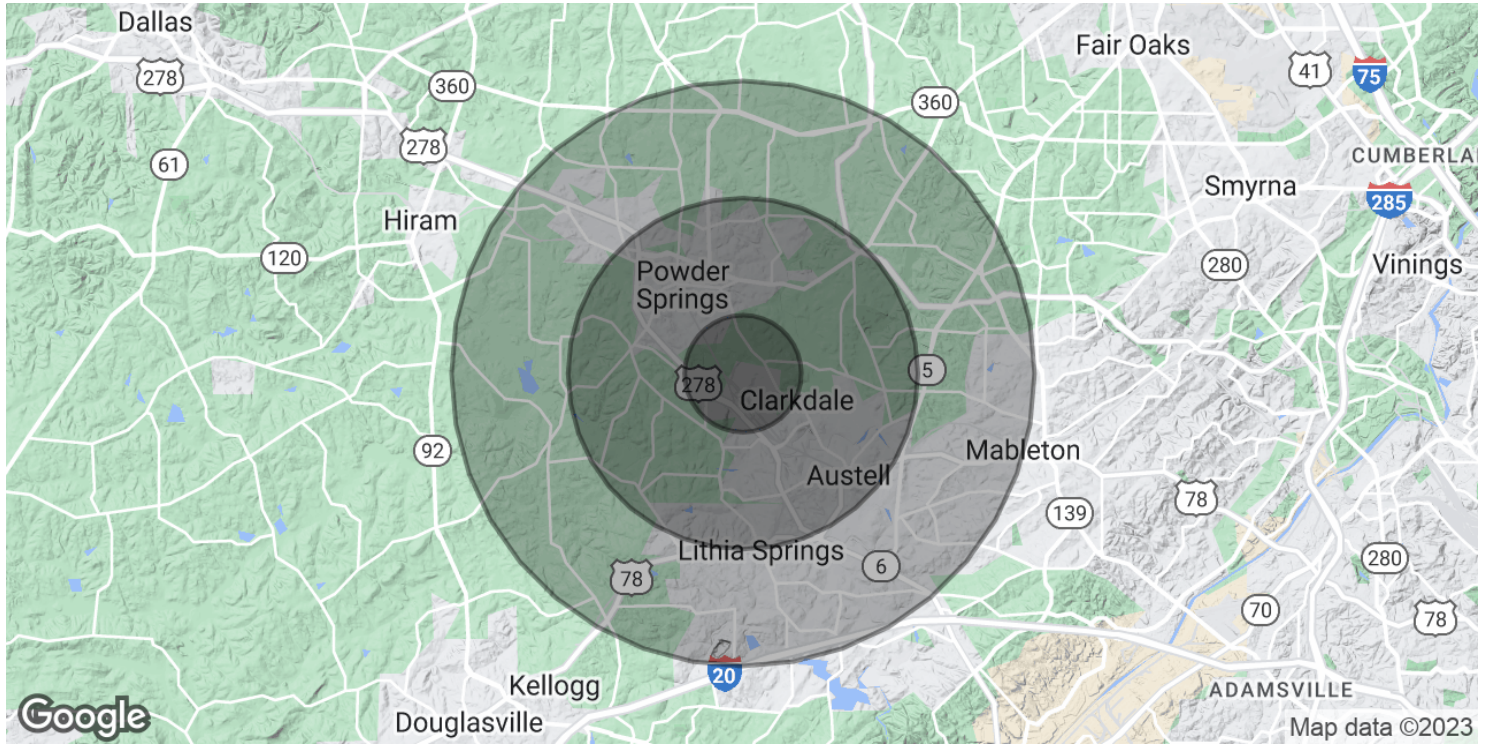 Dallas
Fair Oaks
278
360
41
75
360
278
61
CUMBERLA
Smyrna
285
Hiram
120
280
Vinings
Powder
Springs
5
278
Clarkdale
92
Mableton
Austell
78
139
Lithia Springs
280
6
78
70
78
20
Kellogg
ADAMSVILLE
Douglasville
Google
Map data ©2023